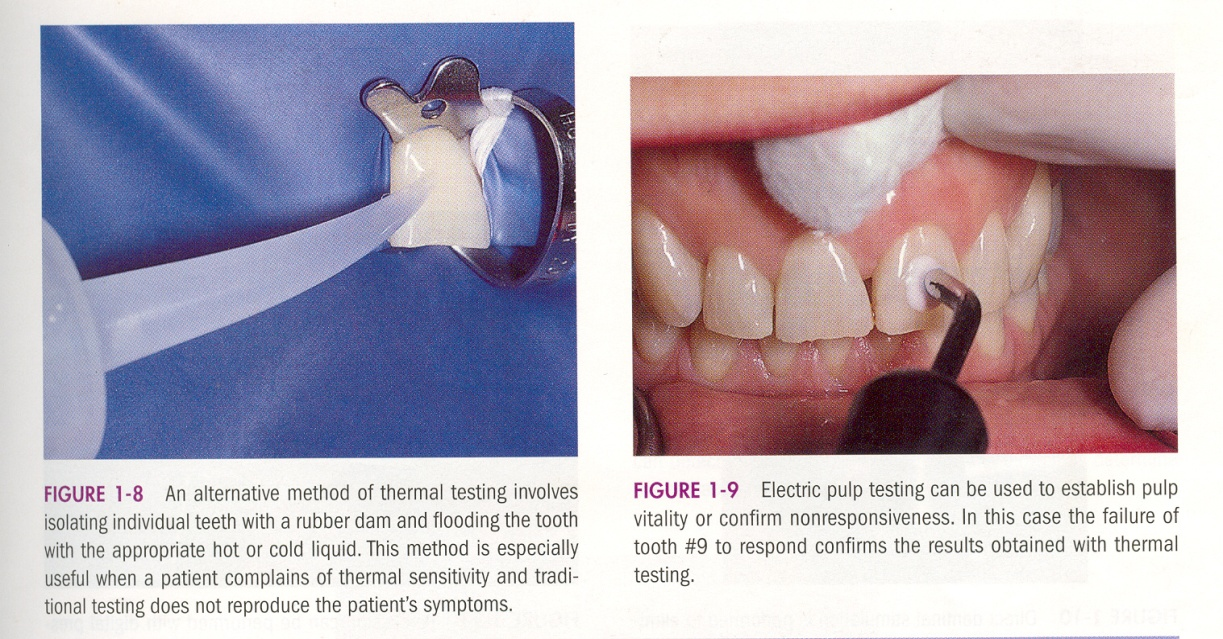 FIGURE 1-8 An alternative method of thermal testing involves
isolating individual teeth with a rubber dam and flooding the tooth
with the appropriate hot or cold liquid. This method is especially
useful when a patient complains of thermal sensitivity and tradi-
tional testing does not reproduce the patient's symptoms.
FIGURE 1-9 Electric pulp testing can be used to establish pulp
vitality or confirm nonresponsiveness. In this case the failure of
tooth #9 to respond confirms the results obtained with thermal
testing.